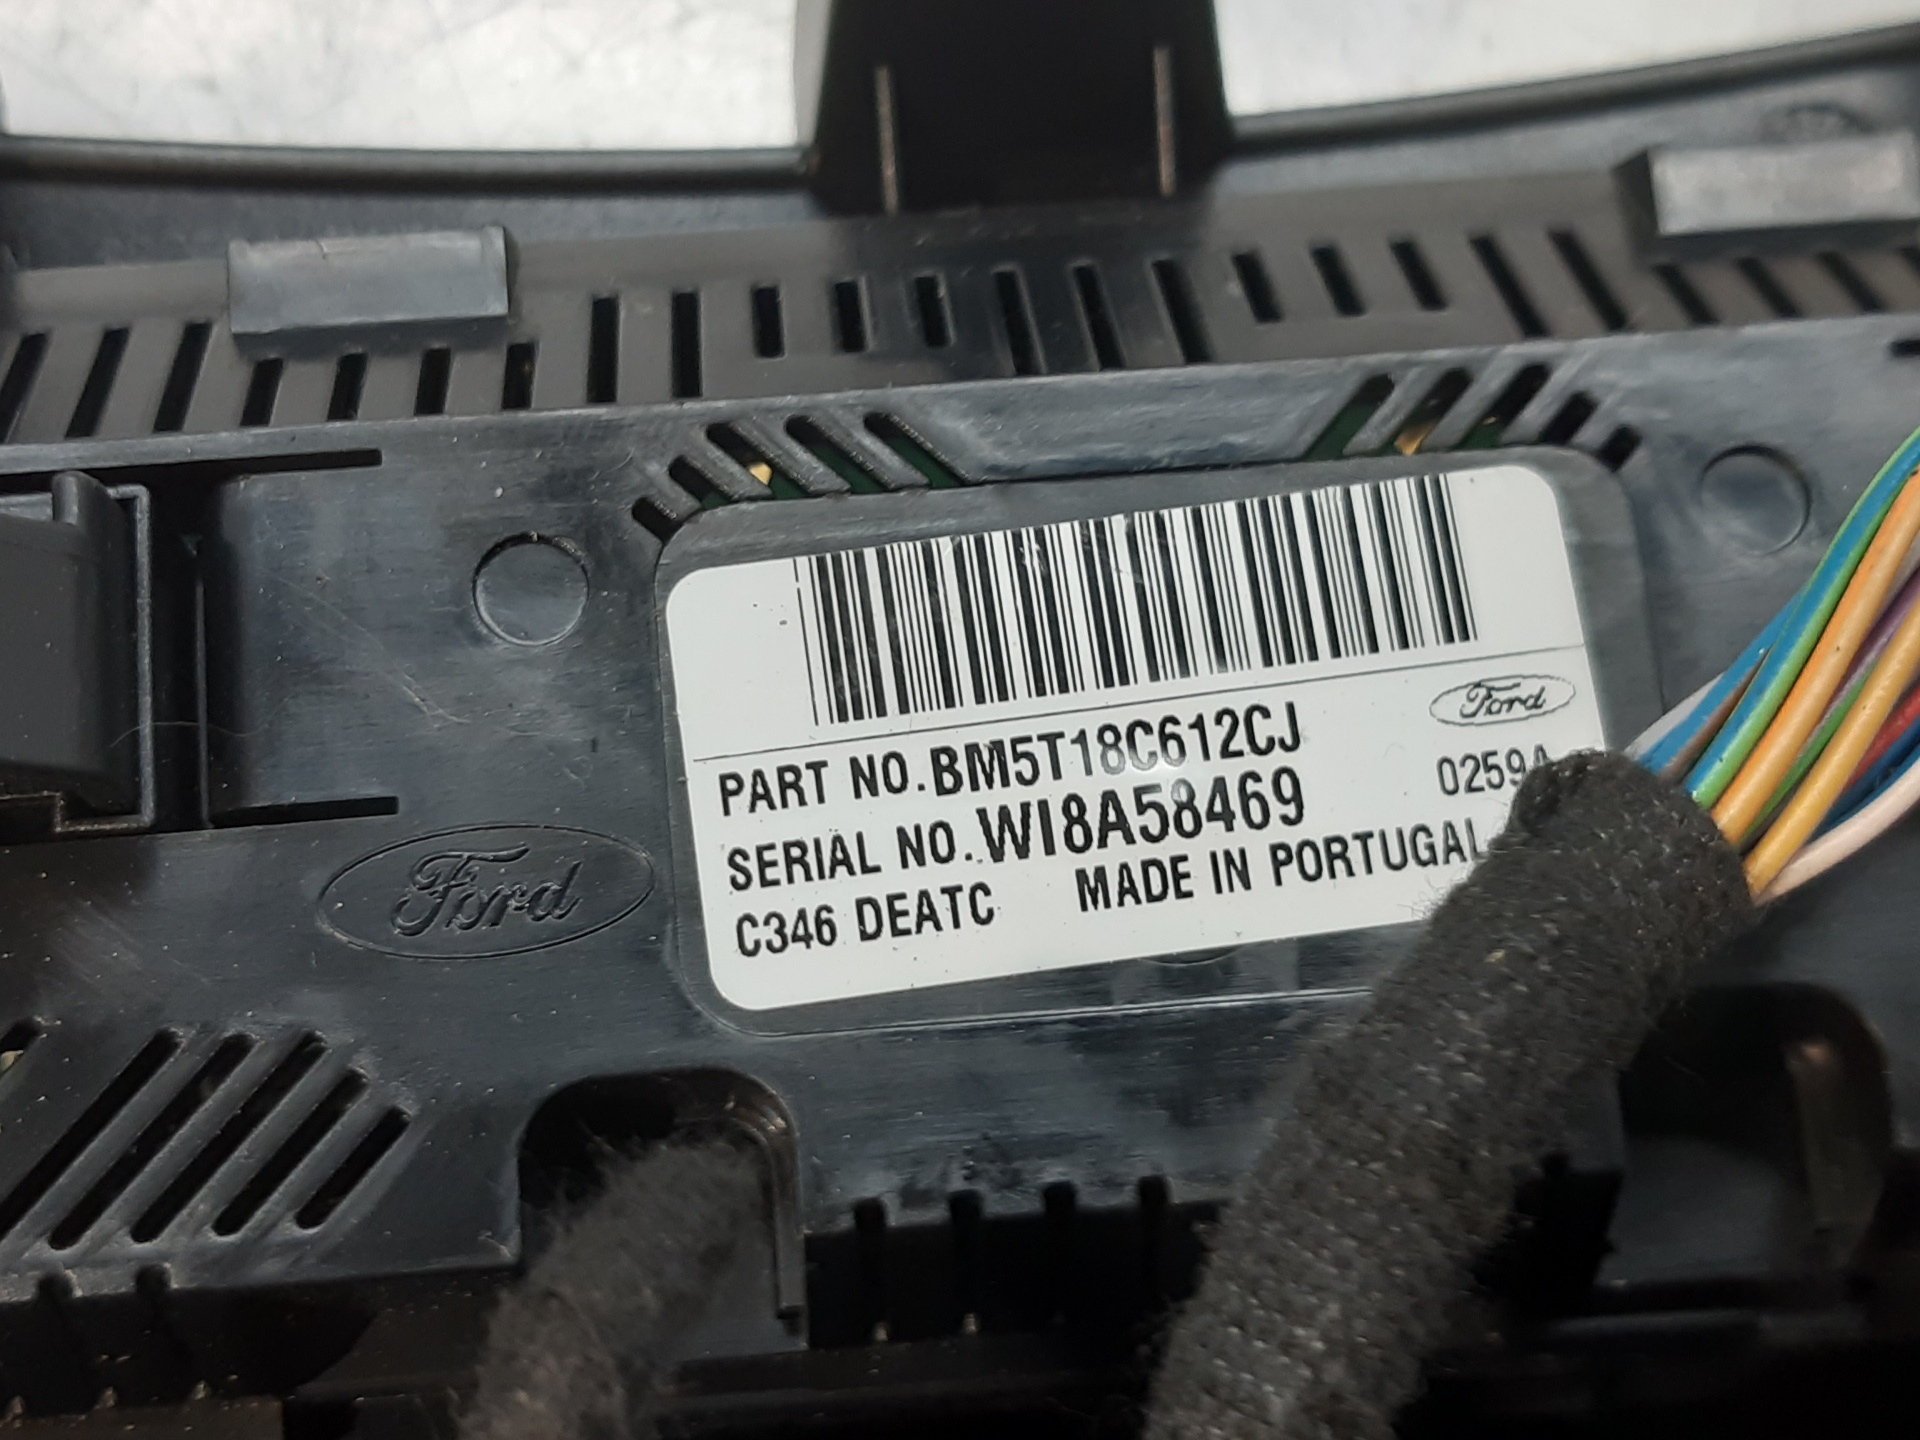 Ford
PART NO.BM5T18C612CJ
SERIAL NO.WI8A58469 0259A
C346 DEATC MADE IN PORTUGAL
Ford